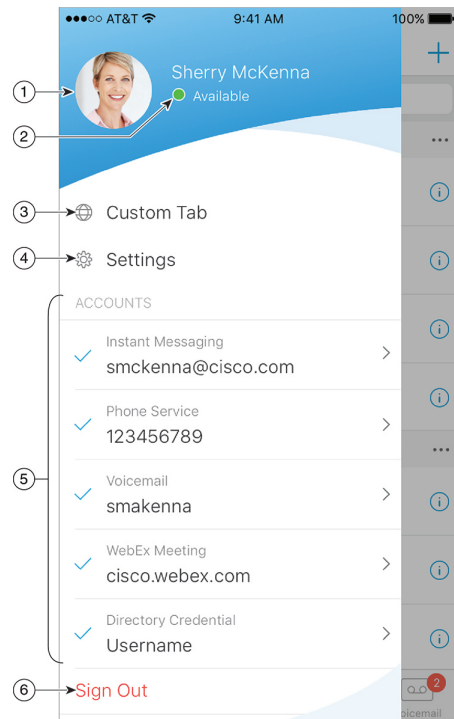 AT&T 9:41 AM 100%
Sherry McKenna
1
Available
2
3 Custom Tab
4 Settings
ACCOUNTS
Instant Messaging
smckenna@cisco.com
Phone Service
123456789
5
Voicemail
smakenna
WebEx Meeting
cisco.webex.com
Directory Credential
Username
6 Sign Out
2
oicemail